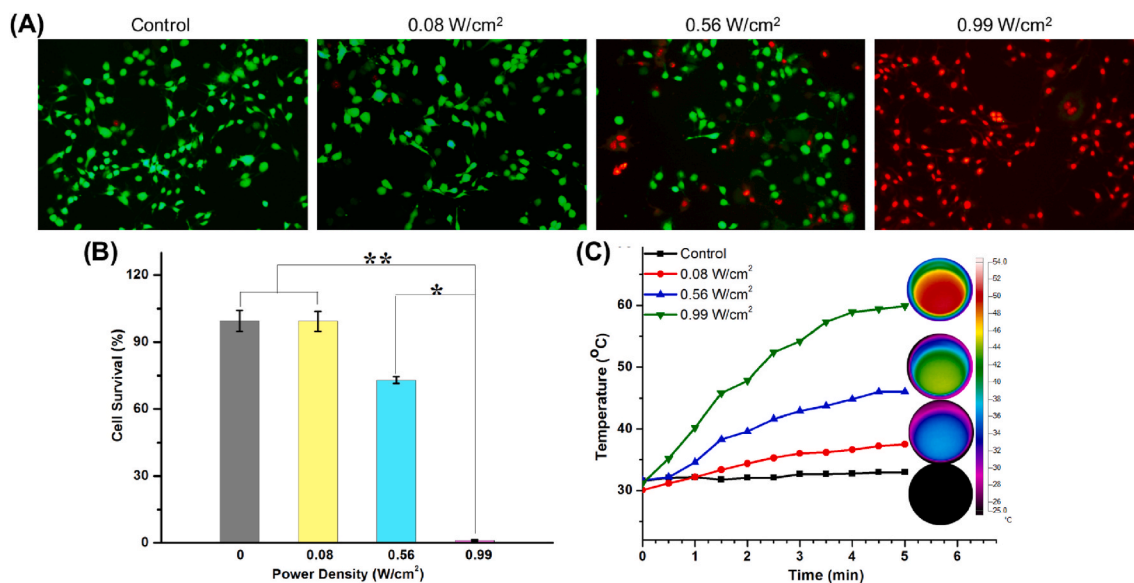 (A)
Control
0.08 W/cm²
0.56 W/cm²
0.99 W/cm²
(B)
**
*
120
90
60
30
0
Cell Survival (%)
0
0.08
0.56
0.99
Power Density (W/cm²)
(C)
Control
0.08 W/cm²
0.56 W/cm²
0.99 W/cm²
60
50
40
30
Temperature (°C)
0
1
2
3
4
5
6
Time (min)
54.0
50
48
46
44
42
40
38
36
34
32
30
28
26
25.0
°C